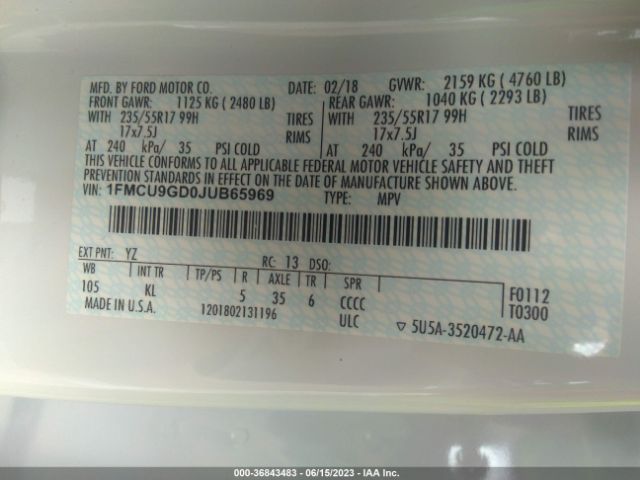 MFD. BY FORD MOTOR CO. DATE: 02/18 GVWR: 2159 KG ( 4760 LB)
FRONT GAWR: 1125 KG ( 2480 LB) REAR GAWR: 1040 KG ( 2293 LB)
WITH 235/55R17 99H TIRES WITH 235/55R17 99H TIRES
17x7.5J RIMS 17x7.5J RIMS
AT 240 kPa/ 35 PSI COLD AT 240 kPa/ 35 PSI COLD
THIS VEHICLE CONFORMS TO ALL APPLICABLE FEDERAL MOTOR VEHICLE SAFETY AND THEFT
PREVENTION STANDARDS IN EFFECT ON THE DATE OF MANUFACTURE SHOWN ABOVE.
VIN: 1FMCU9GD0JUB65969 TYPE: MPV
EXT PNT: YZ RC: 13 DSO:
WB INT TR TP/PS R AXLE TR SPR
105 KL 5 35 6 CCCC F0112
MADE IN U.S.A. 1201802131196 ULC T0300
▽ 5U5A-3520472-AA
000-36843483 - 06/15/2023 - IAA Inc.